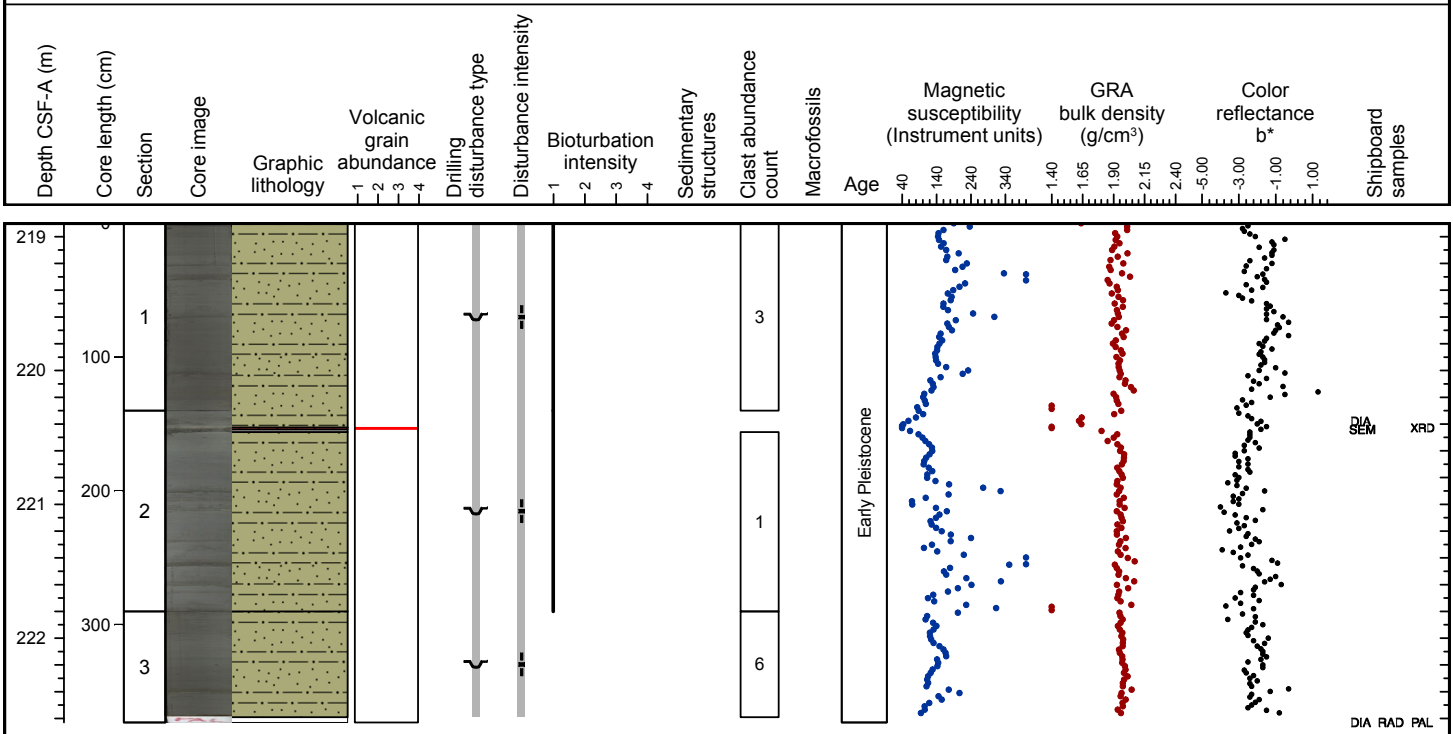 Depth CSF-A (m)
Core length (cm)
Section
Core image
Graphic
lithology
Volcanic
grain
abundance
1 2 3 4
Drilling
disturbance type
Disturbance intensity
Bioturbation
intensity
1 2 3 4
Sedimentary
structures
Clast abundance
count
Macrofossils
Age
Magnetic
susceptibility
(Instrument units)
40 140 240 340
GRA
bulk density
(g/cm³)
1.40 1.65 1.90 2.15 2.40
Color
reflectance
b*
-5.00 -3.00 -1.00 1.00
Shipboard
samples
219
220
221
222
0
100
200
300
1
2
3
3
1
6
Early Pleistocene
DIA
SEM XRD
DIA RAD PAL